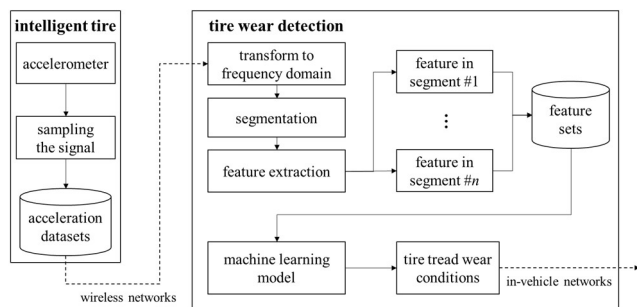 intelligent tire
accelerometer
sampling
the signal
acceleration
datasets
wireless networks
tire wear detection
transform to
frequency domain
segmentation
feature extraction
feature in
segment #1
⋮
feature in
segment #n
feature
sets
machine learning
model
tire tread wear
conditions
in-vehicle networks